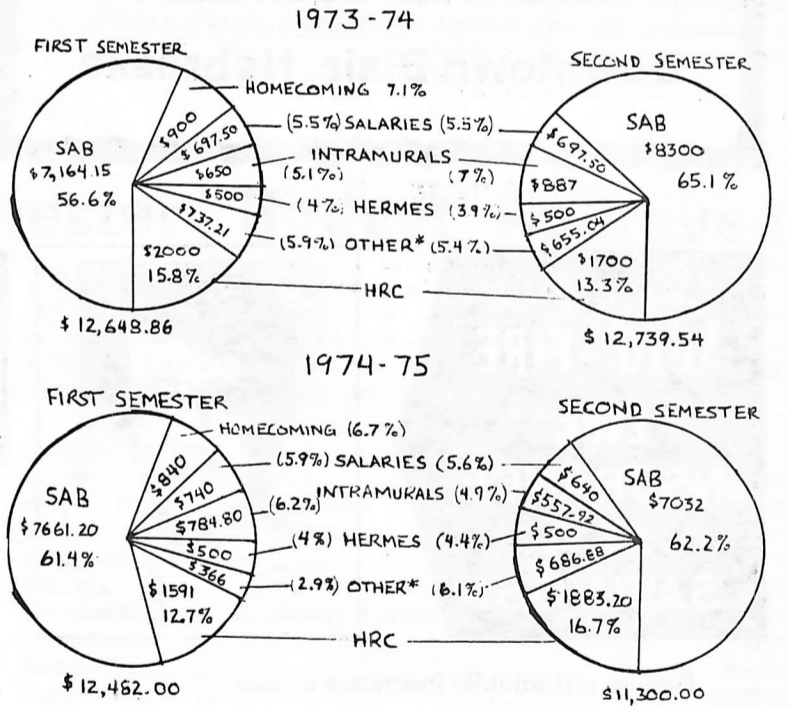 1973-74
FIRST SEMESTER
HOMECOMING 7.1%
$900
$697.50
$650
$500
$737.21
$2000
15.8%
SAB
$7,164.15
56.6%
$12,648.86
(5.5%) SALARIES (5.5%)
INTRAMURALS
(5.1%) (7%)
(4%) HERMES (3.9%)
(5.9%) OTHER* (5.4%)
HRC
SECOND SEMESTER
SAB
$8300
65.1%
$697.50
$887
$500
$655.04
$1700
13.3%
$12,739.54
1974-75
FIRST SEMESTER
HOMECOMING (6.7%)
$840
$740
$784.80
$500
$366
$1591
12.7%
SAB
$7661.20
61.4%
$12,482.00
(5.9%) SALARIES (5.6%)
(6.2%) INTRAMURALS (4.9%)
(4%) HERMES (4.4%)
(2.9%) OTHER* (6.1%)
HRC
SECOND SEMESTER
SAB
$7032
62.2%
$640
$557.92
$500
$686.88
$1883.20
16.7%
$11,300.00